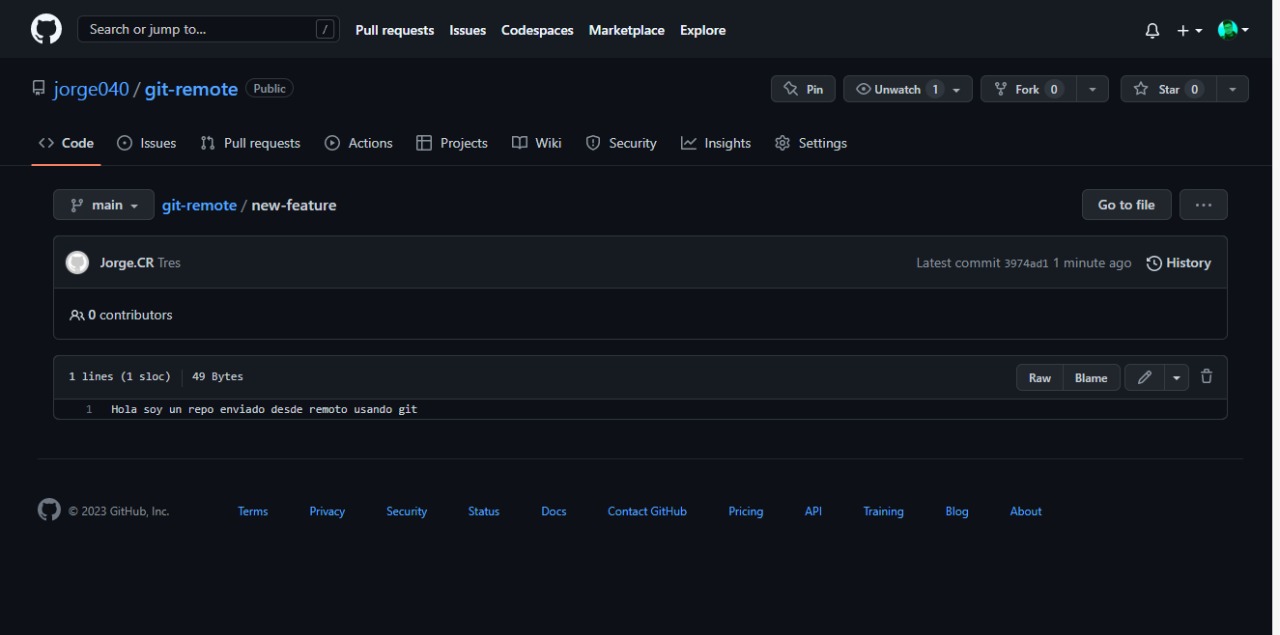 Search or jump to... / Pull requests Issues Codespaces Marketplace Explore
jorge040 / git-remote Public Pin Unwatch 1 Fork 0 Star 0
Code Issues Pull requests Actions Projects Wiki Security Insights Settings
main git-remote / new-feature Go to file ...
Jorge.CR Tres Latest commit 3974ad1 1 minute ago History
0 contributors
1 lines (1 sloc) 49 Bytes Raw Blame
1 Hola soy un repo enviado desde remoto usando git
© 2023 GitHub, Inc. Terms Privacy Security Status Docs Contact GitHub Pricing API Training Blog About